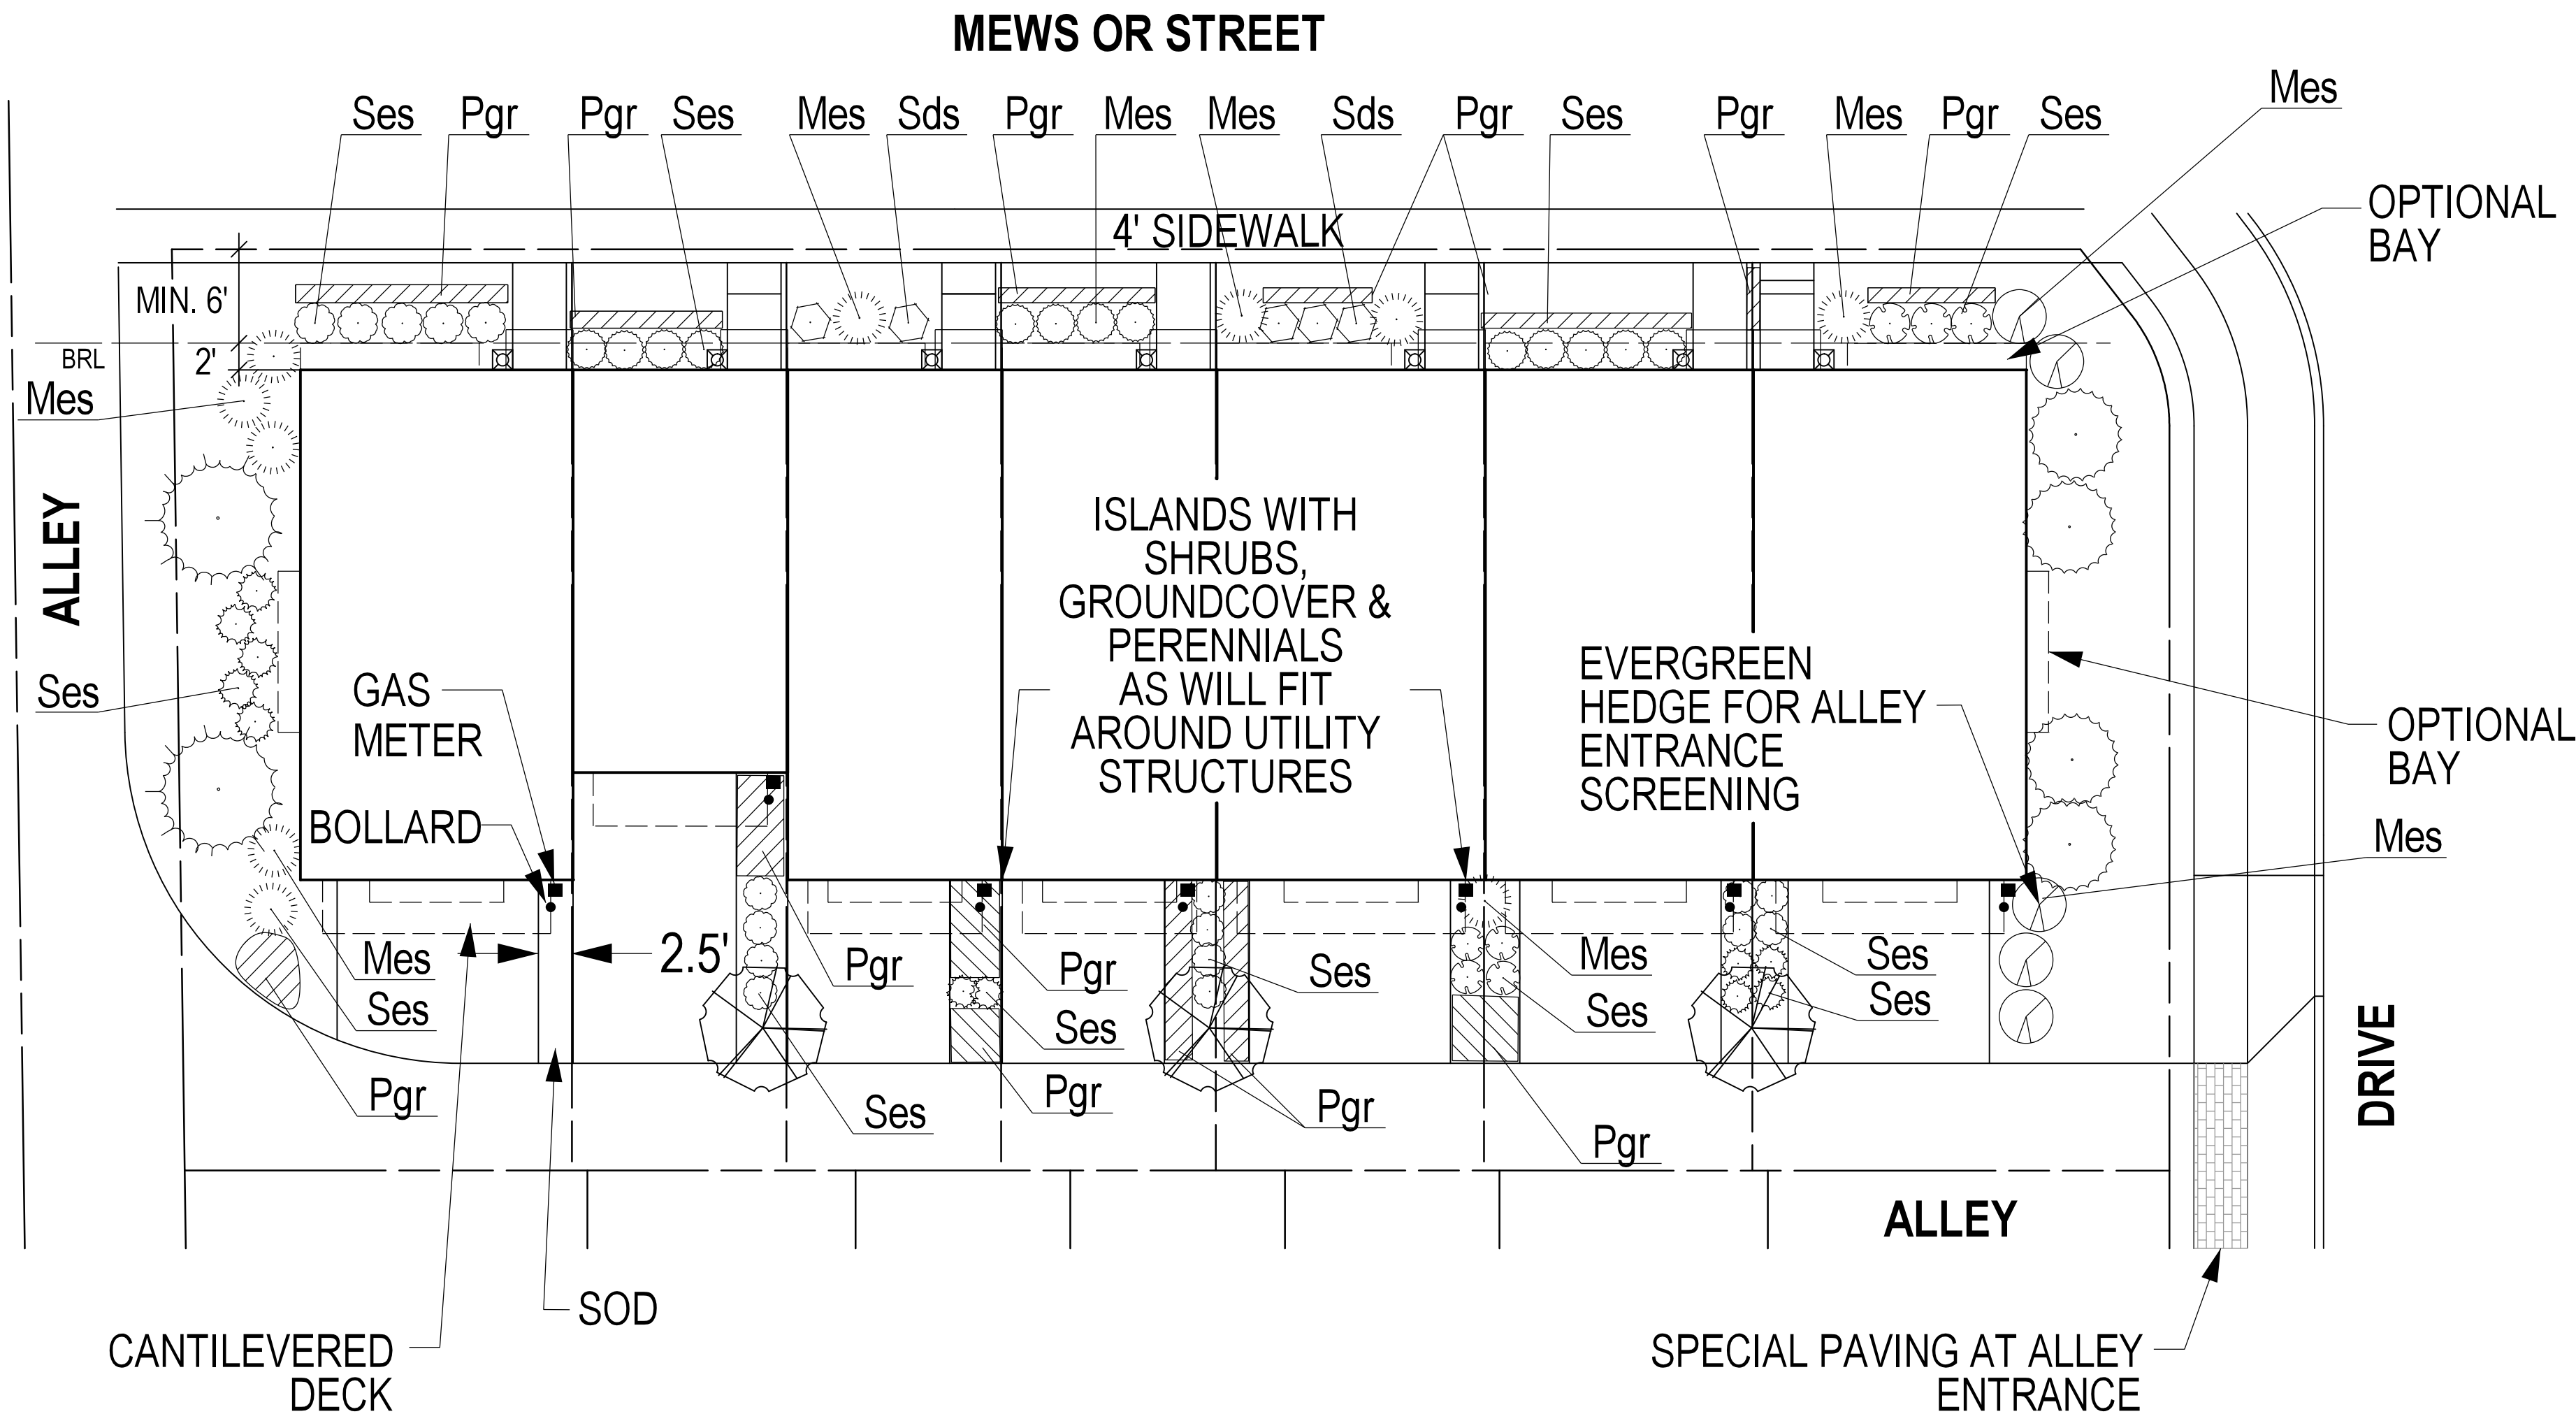 MEWS OR STREET
Mes
Ses Pgr Pgr Ses Mes Sds Pgr Mes Mes Sds Pgr Ses Pgr Mes Pgr Ses
OPTIONAL
BAY
4' SIDEWALK
MIN. 6'
BRL
2'
Mes
ALLEY
ISLANDS WITH
SHRUBS,
GROUNDCOVER &
PERENNIALS
AS WILL FIT
AROUND UTILITY
STRUCTURES
EVERGREEN
HEDGE FOR ALLEY
ENTRANCE
SCREENING
Ses
GAS
METER
BOLLARD
OPTIONAL
BAY
Mes
2.5'
Mes
Ses
Pgr
Pgr
Pgr
Ses
Pgr
Ses
Ses
Pgr
Mes
Ses
Pgr
Ses
Ses
DRIVE
ALLEY
SOD
CANTILEVERED
DECK
SPECIAL PAVING AT ALLEY
ENTRANCE